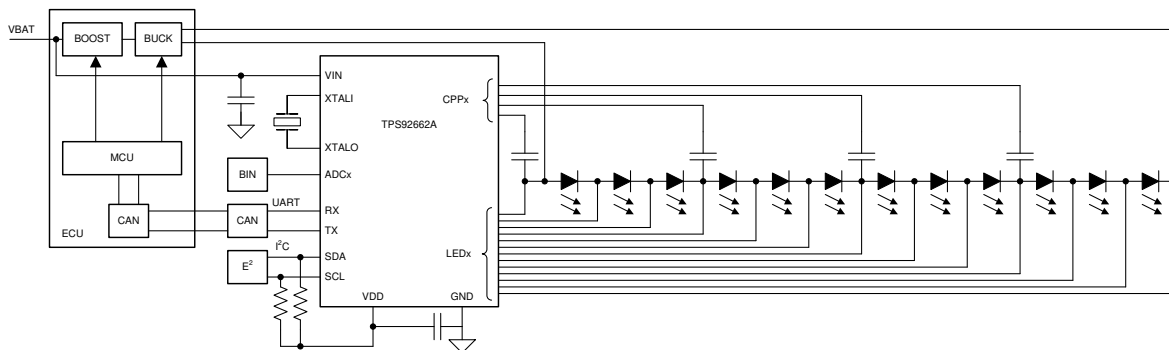 VBAT
BOOST
BUCK
VIN
CPPx
XTALI
TPS92662A
XTALO
MCU
BIN
ADCx
UART
RX
CAN
CAN
TX
ECU
LEDx
I²C
SDA
E²
SCL
VDD
GND